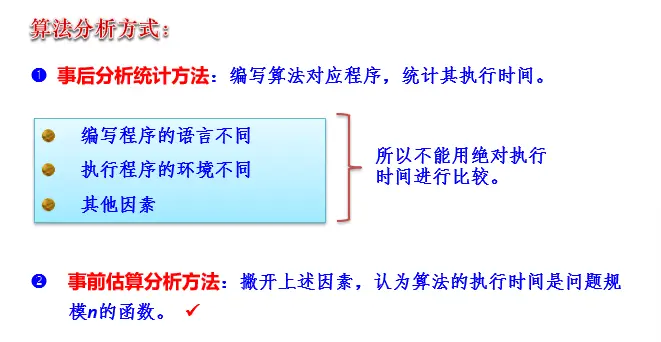 算法分析方式：
❶ 事后分析统计方法：编写算法对应程序，统计其执行时间。
编写程序的语言不同
执行程序的环境不同
其他因素
所以不能用绝对执行
时间进行比较。
❷ 事前估算分析方法：撇开上述因素，认为算法的执行时间是问题规
模n的函数。 ✓